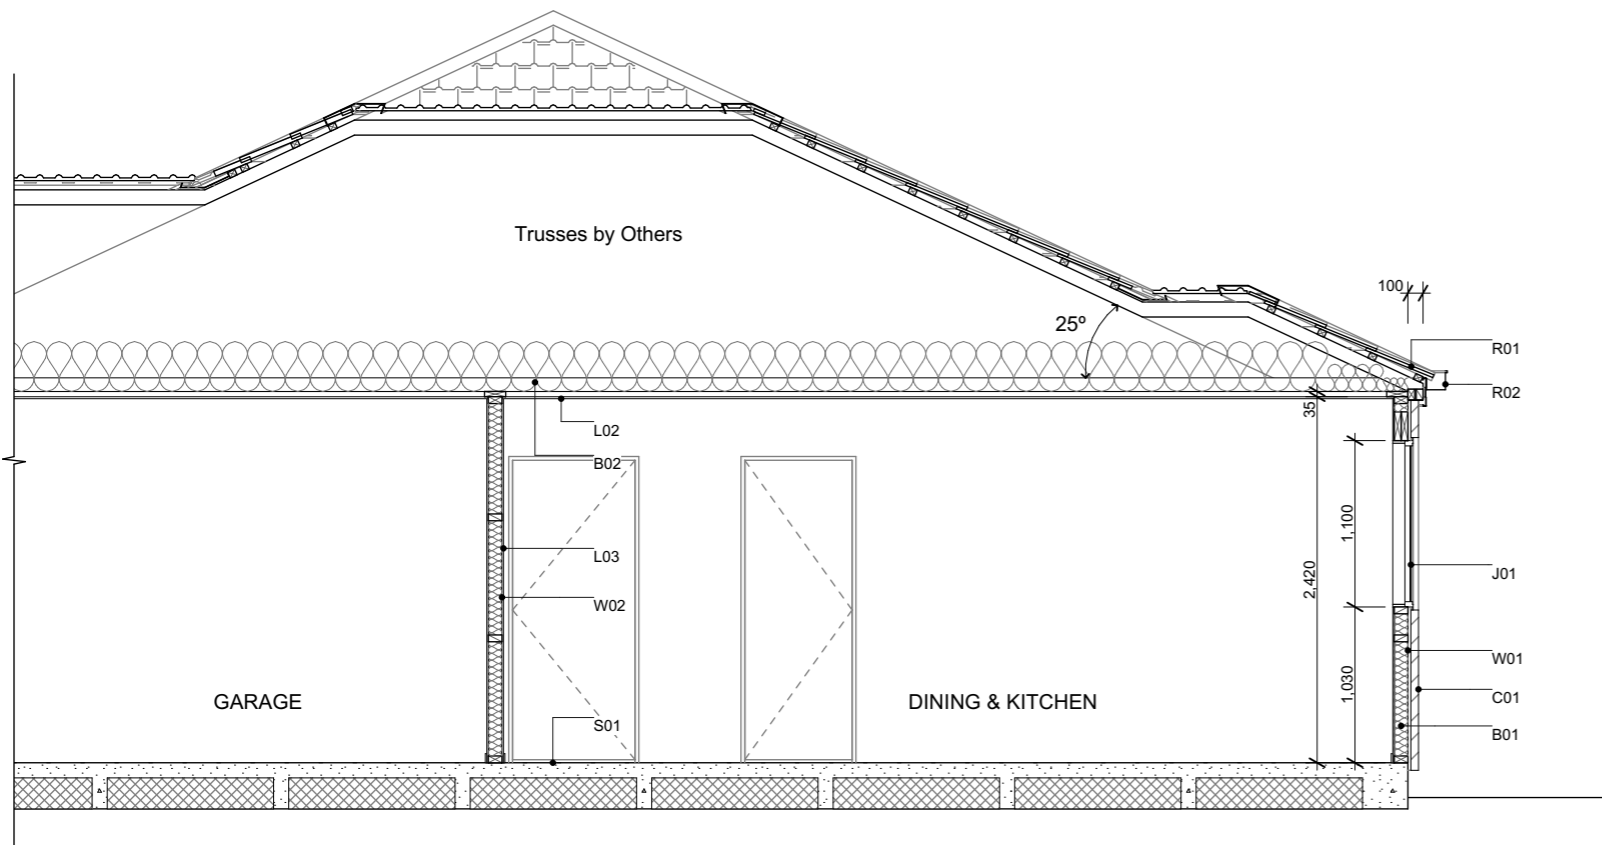 Trusses by Others
100
25º
R01
R02
35
L02
B02
1,100
L03
2,420
J01
W02
W01
1,030
GARAGE
DINING & KITCHEN
C01
S01
B01